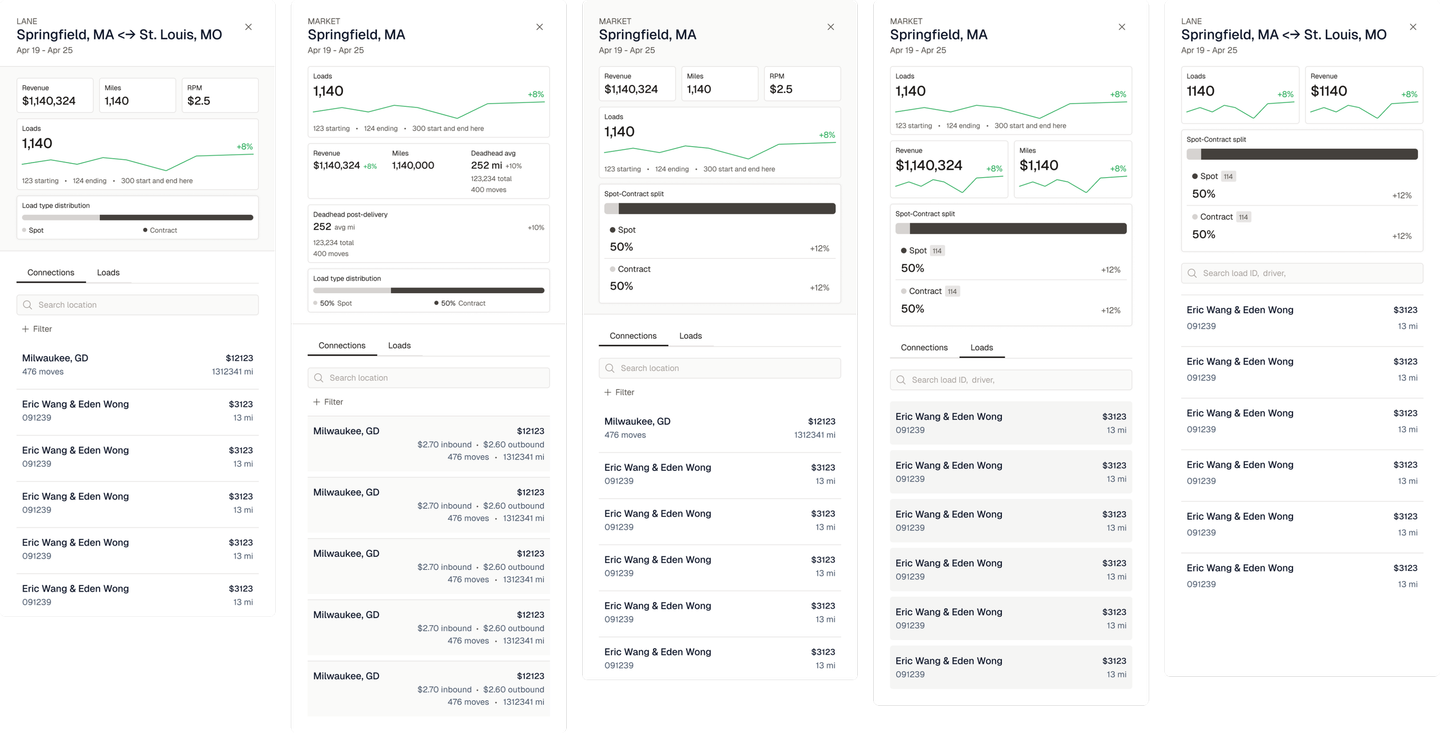 LANE
Springfield, MA <-> St. Louis, MO
Apr 19 - Apr 25
Revenue
$1,140,324
Miles
1,140
RPM
$2.5
Loads
1,140
+8%
123 starting • 124 ending • 300 start and end here
Load type distribution
Spot
Contract
Connections
Loads
Search location
Filter
Milwaukee, GD
$12123
476 moves
1312341 mi
Eric Wang & Eden Wong
$3123
091239
13 mi
Eric Wang & Eden Wong
$3123
091239
13 mi
Eric Wang & Eden Wong
$3123
091239
13 mi
Eric Wang & Eden Wong
$3123
091239
13 mi
Eric Wang & Eden Wong
$3123
091239
13 mi
MARKET
Springfield, MA
Apr 19 - Apr 25
Loads
1,140
+8%
123 starting • 124 ending • 300 start and end here
Revenue
$1,140,324 +8%
Miles
1,140,000
Deadhead avg
252 mi +10%
123,234 total
400 moves
Deadhead post-delivery
252 avg mi
+10%
123,234 total
400 moves
Load type distribution
50% Spot
50% Contract
Connections
Loads
Search location
Filter
Milwaukee, GD
$12123
$2.70 inbound • $2.60 outbound
476 moves • 1312341 mi
Milwaukee, GD
$12123
$2.70 inbound • $2.60 outbound
476 moves • 1312341 mi
Milwaukee, GD
$12123
$2.70 inbound • $2.60 outbound
476 moves • 1312341 mi
Milwaukee, GD
$12123
$2.70 inbound • $2.60 outbound
476 moves • 1312341 mi
Milwaukee, GD
$12123
$2.70 inbound • $2.60 outbound
476 moves • 1312341 mi
MARKET
Springfield, MA
Apr 19 - Apr 25
Revenue
$1,140,324
Miles
1,140
RPM
$2.5
Loads
1,140
+8%
123 starting • 124 ending • 300 start and end here
Spot-Contract split
Spot
50%
+12%
Contract
50%
+12%
Connections
Loads
Search location
Filter
Milwaukee, GD
$12123
476 moves
1312341 mi
Eric Wang & Eden Wong
$3123
091239
13 mi
Eric Wang & Eden Wong
$3123
091239
13 mi
Eric Wang & Eden Wong
$3123
091239
13 mi
Eric Wang & Eden Wong
$3123
091239
13 mi
Eric Wang & Eden Wong
$3123
091239
13 mi
MARKET
Springfield, MA
Apr 19 - Apr 25
Loads
1,140
+8%
123 starting • 124 ending • 300 start and end here
Revenue
$1,140,324
+8%
Miles
$1,140
+8%
Spot-Contract split
Spot 114
50%
+12%
Contract 114
50%
+12%
Connections
Loads
Search load ID, driver,
Eric Wang & Eden Wong
$3123
091239
13 mi
Eric Wang & Eden Wong
$3123
091239
13 mi
Eric Wang & Eden Wong
$3123
091239
13 mi
Eric Wang & Eden Wong
$3123
091239
13 mi
Eric Wang & Eden Wong
$3123
091239
13 mi
Eric Wang & Eden Wong
$3123
091239
13 mi
LANE
Springfield, MA <-> St. Louis, MO
Apr 19 - Apr 25
Loads
1140
+8%
Revenue
$1140
+8%
Spot-Contract split
Spot 114
50%
+12%
Contract 114
50%
+12%
Search load ID, driver,
Eric Wang & Eden Wong
$3123
091239
13 mi
Eric Wang & Eden Wong
$3123
091239
13 mi
Eric Wang & Eden Wong
$3123
091239
13 mi
Eric Wang & Eden Wong
$3123
091239
13 mi
Eric Wang & Eden Wong
$3123
091239
13 mi
Eric Wang & Eden Wong
$3123
091239
13 mi